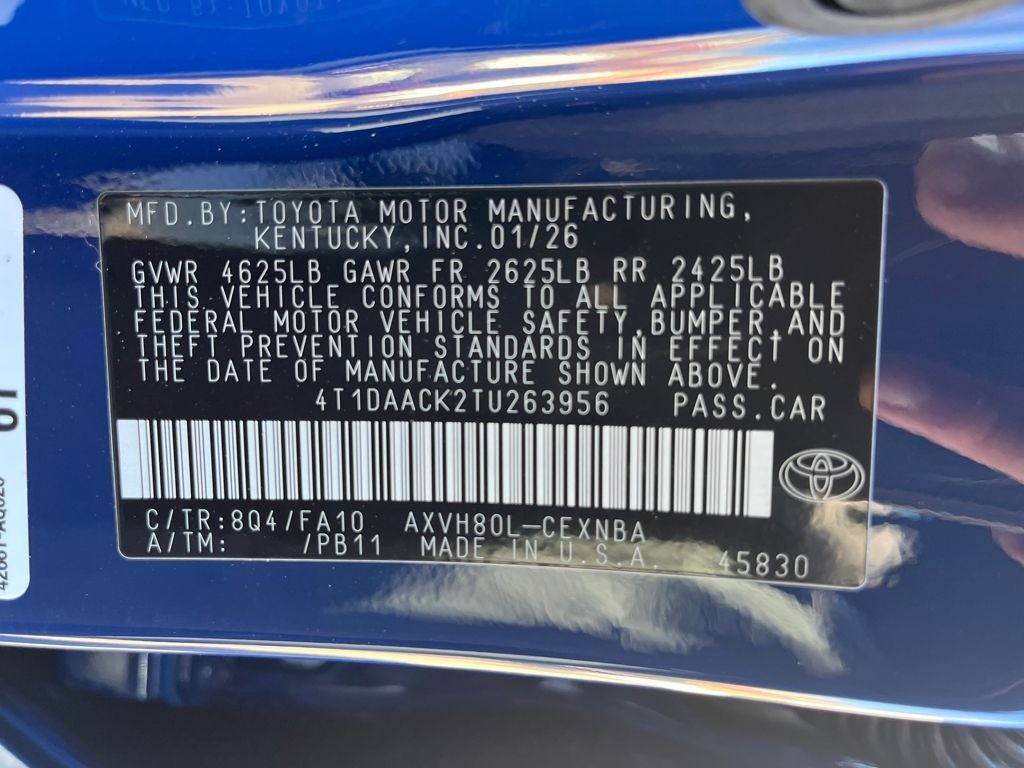 MFD.BY:TOYOTA MOTOR MANUFACTURING,
KENTUCKY,INC.01/26
GVWR 4625LB GAWR FR 2625LB RR 2425LB
THIS VEHICLE CONFORMS TO ALL APPLICABLE
FEDERAL MOTOR VEHICLE SAFETY,BUMPER,AND
THEFT PREVENTION STANDARDS IN EFFECT ON
THE DATE OF MANUFACTURE SHOWN ABOVE.
4T1DAACK2TU263956 PASS.CAR
C/TR:8Q4/FA10 AXVH80L-CEXNBA
A/TM: /PB11 MADE IN U.S.A. 45830